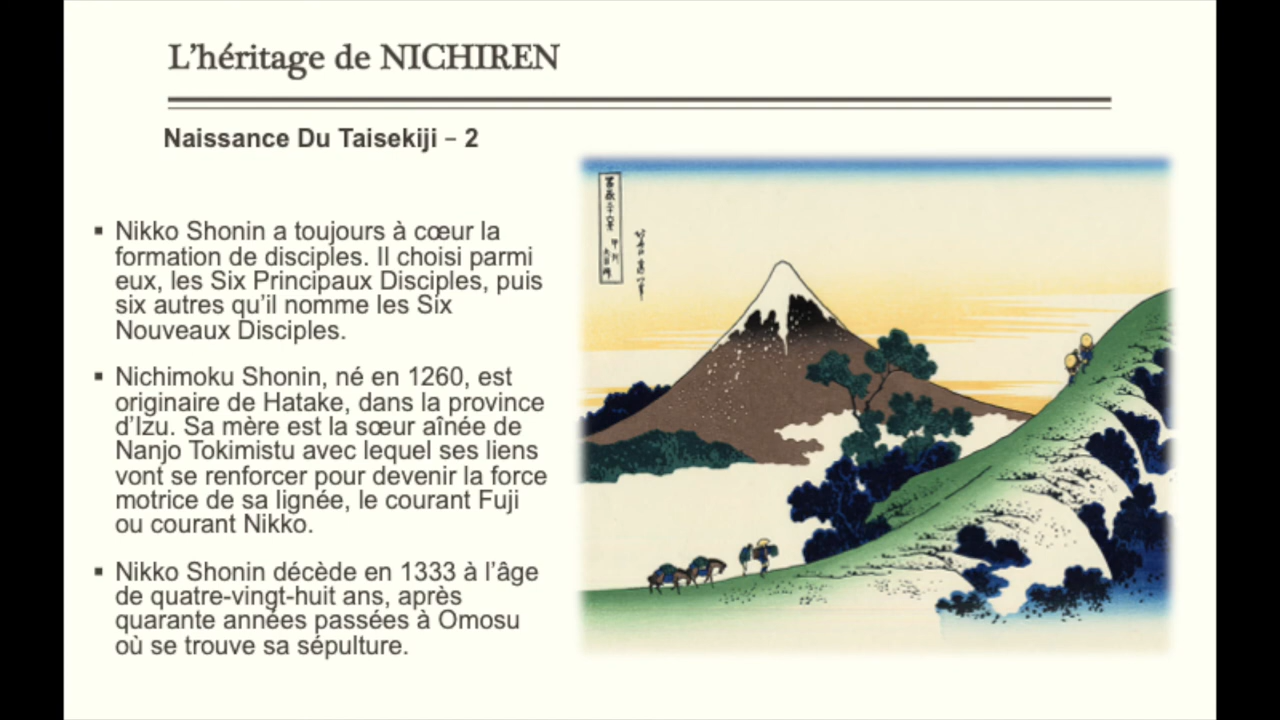 L'héritage de NICHIREN
Naissance Du Taisekiji – 2
▪ Nikko Shonin a toujours à cœur la
formation de disciples. Il choisi parmi
eux, les Six Principaux Disciples, puis
six autres qu'il nomme les Six
Nouveaux Disciples.
▪ Nichimoku Shonin, né en 1260, est
originaire de Hatake, dans la province
d'Izu. Sa mère est la sœur aînée de
Nanjo Tokimistu avec lequel ses liens
vont se renforcer pour devenir la force
motrice de sa lignée, le courant Fuji
ou courant Nikko.
▪ Nikko Shonin décède en 1333 à l'âge
de quatre-vingt-huit ans, après
quarante années passées à Omosu
où se trouve sa sépulture.